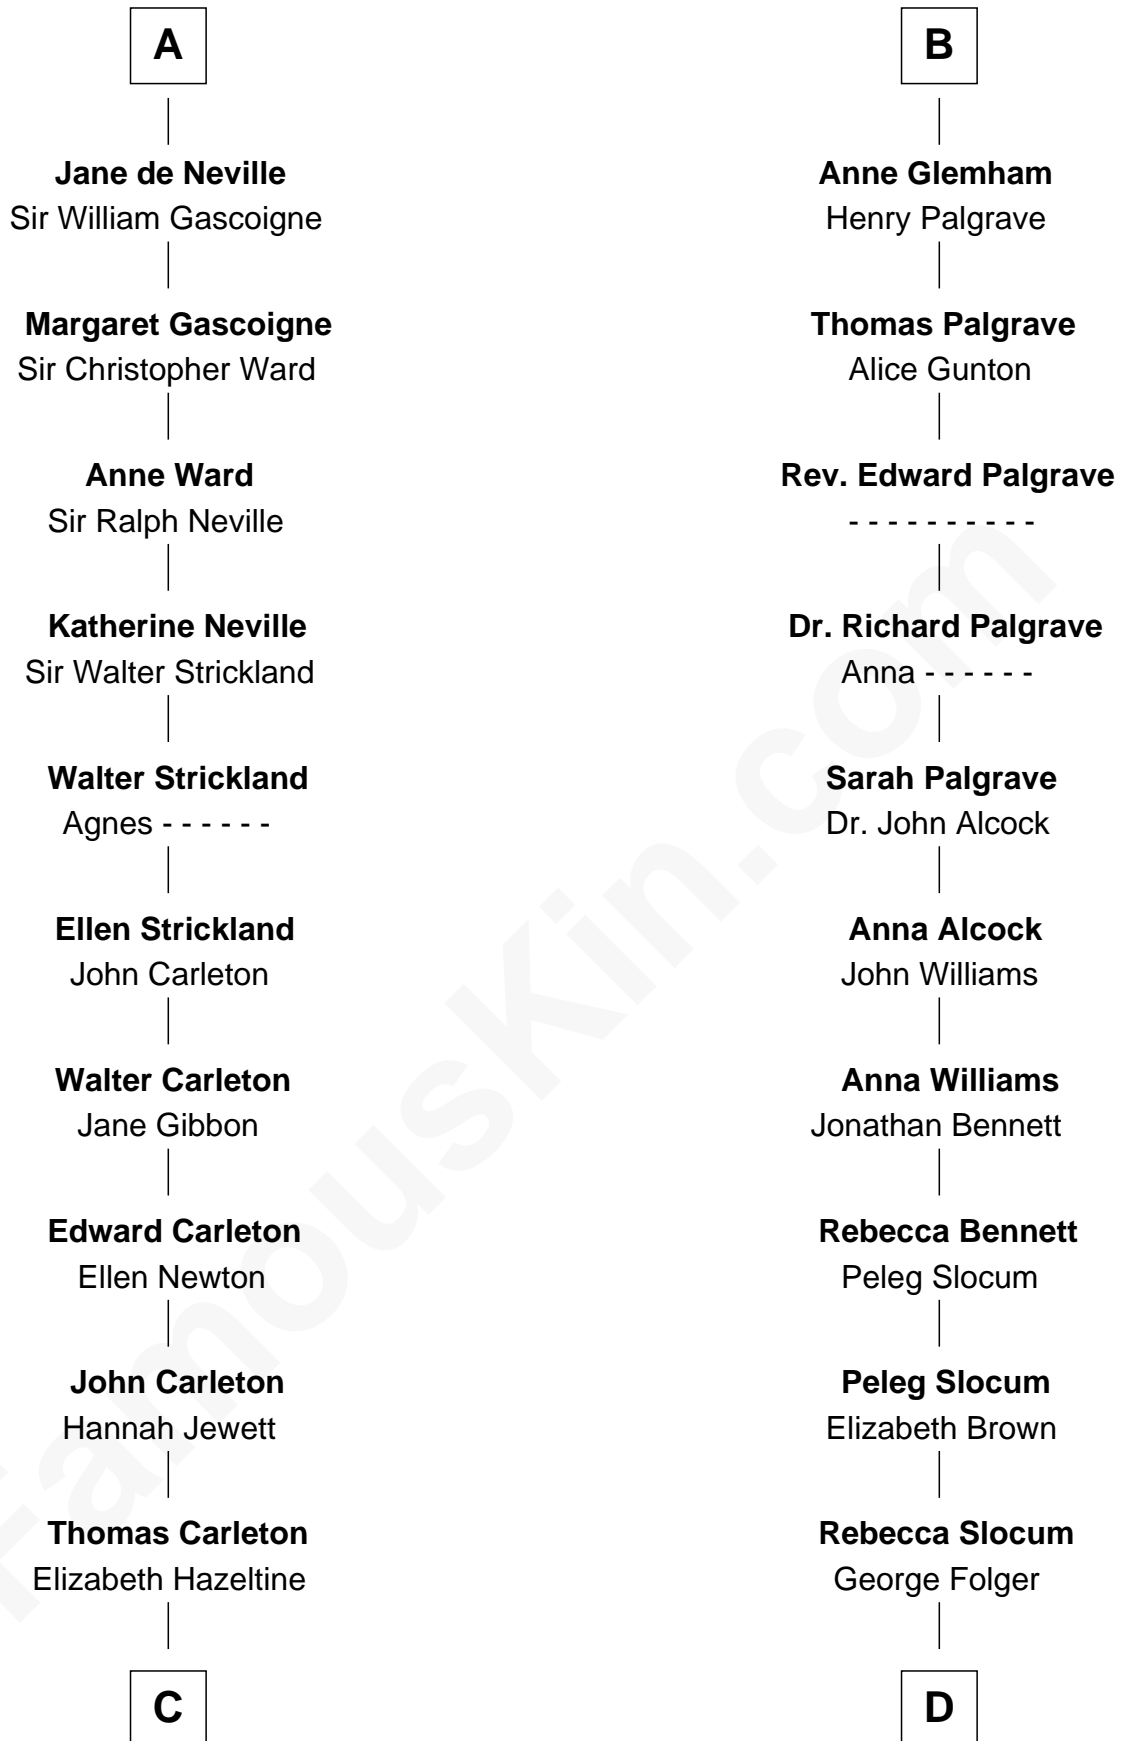 A
Jane de Neville
Sir William Gascoigne
Margaret Gascoigne
Sir Christopher Ward
Anne Ward
Sir Ralph Neville
Katherine Neville
Sir Walter Strickland
Walter Strickland
Agnes - - - - - -
Ellen Strickland
John Carleton
Walter Carleton
Jane Gibbon
Edward Carleton
Ellen Newton
John Carleton
Hannah Jewett
Thomas Carleton
Elizabeth Hazeltine
C
B
Anne Glemham
Henry Palgrave
Thomas Palgrave
Alice Gunton
Rev. Edward Palgrave
- - - - - - - - - -
Dr. Richard Palgrave
Anna - - - - - -
Sarah Palgrave
Dr. John Alcock
Anna Alcock
John Williams
Anna Williams
Jonathan Bennett
Rebecca Bennett
Peleg Slocum
Peleg Slocum
Elizabeth Brown
Rebecca Slocum
George Folger
D
FamousKin.com